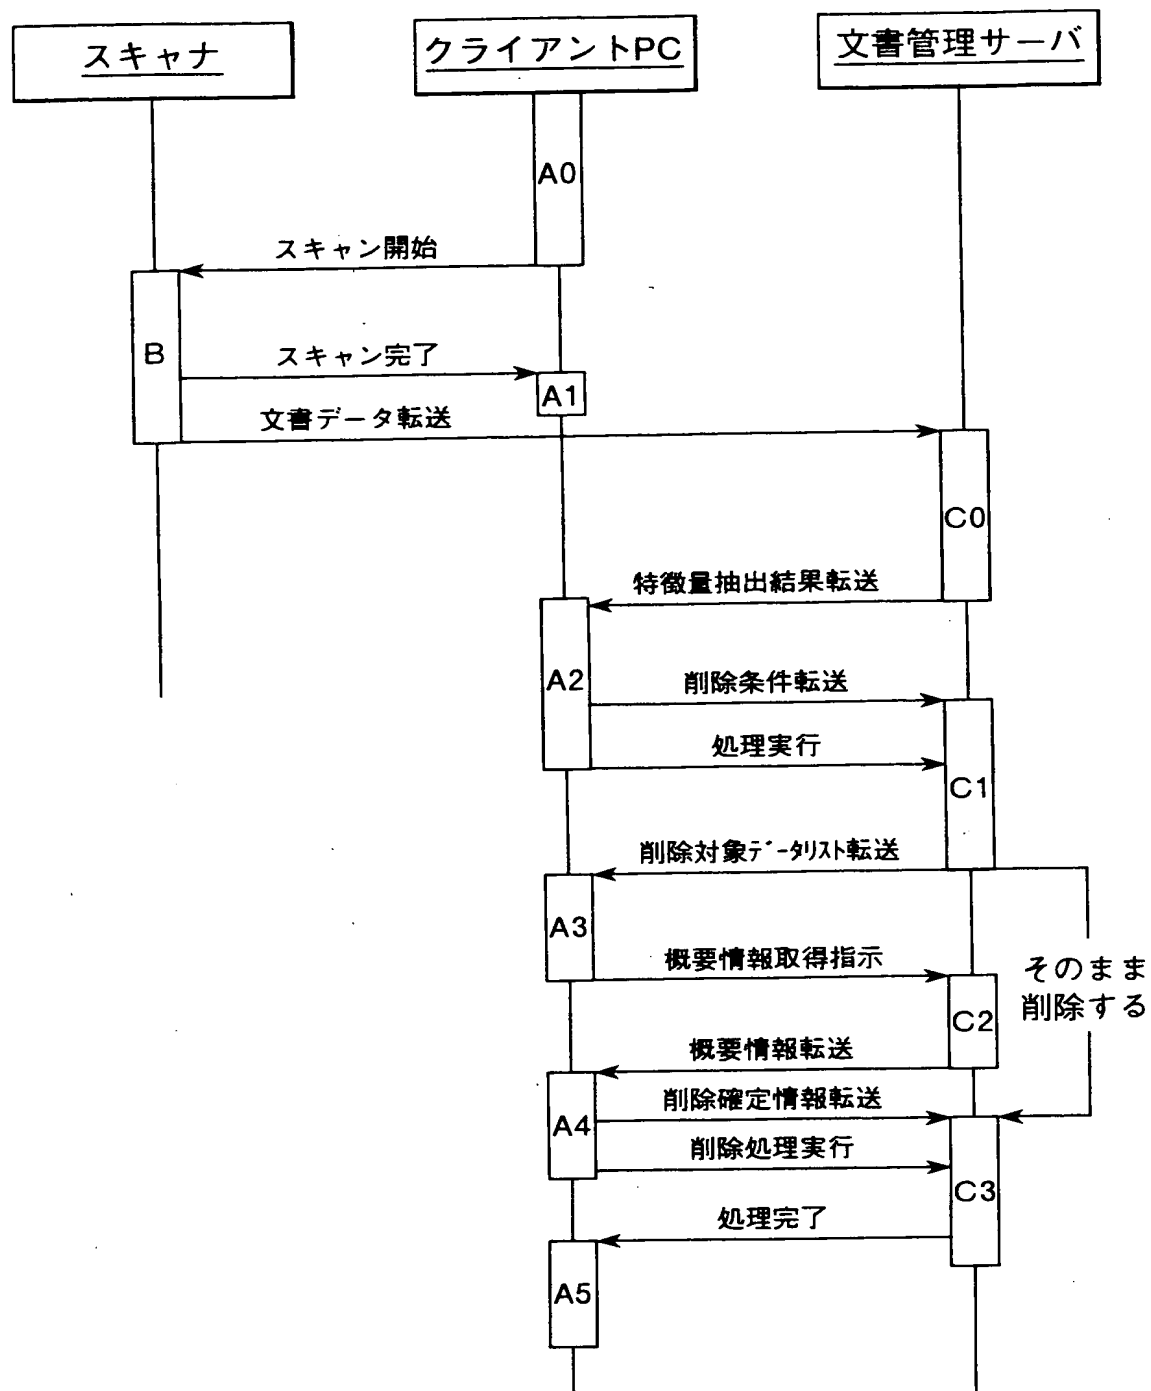 スキャナ
クライアントPC
文書管理サーバ
A0
スキャン開始
B
スキャン完了
A1
文書データ転送
C0
特徴量抽出結果転送
A2
削除条件転送
処理実行
C1
削除対象データリスト転送
A3
概要情報取得指示
そのまま
削除する
C2
概要情報転送
削除確定情報転送
A4
削除処理実行
C3
処理完了
A5